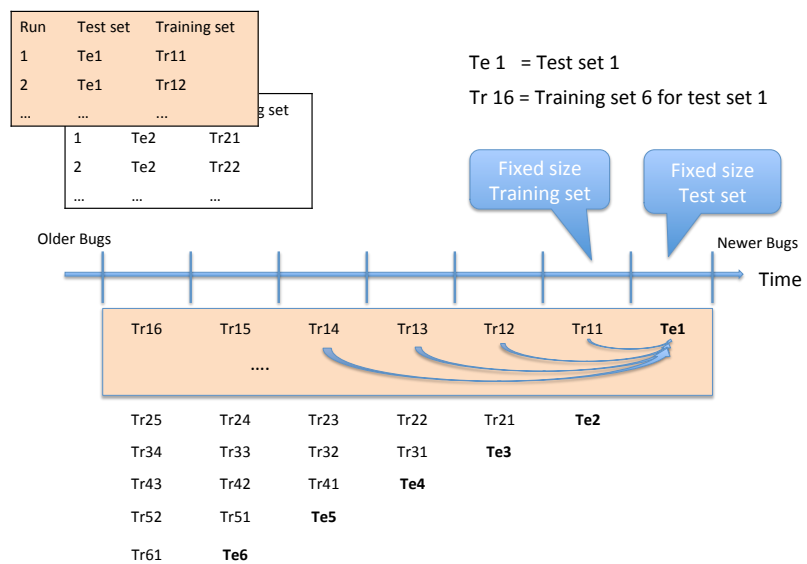 Run Test set Training set
1 Te1 Tr11
2 Te1 Tr12
... ... ...
set
1 Te2 Tr21
2 Te2 Tr22
... ... ...
Te 1 = Test set 1
Tr 16 = Training set 6 for test set 1
Fixed size
Training set
Fixed size
Test set
Older Bugs
Newer Bugs
Time
Tr16 Tr15 Tr14 Tr13 Tr12 Tr11 Te1
....
Tr25 Tr24 Tr23 Tr22 Tr21 Te2
Tr34 Tr33 Tr32 Tr31 Te3
Tr43 Tr42 Tr41 Te4
Tr52 Tr51 Te5
Tr61 Te6